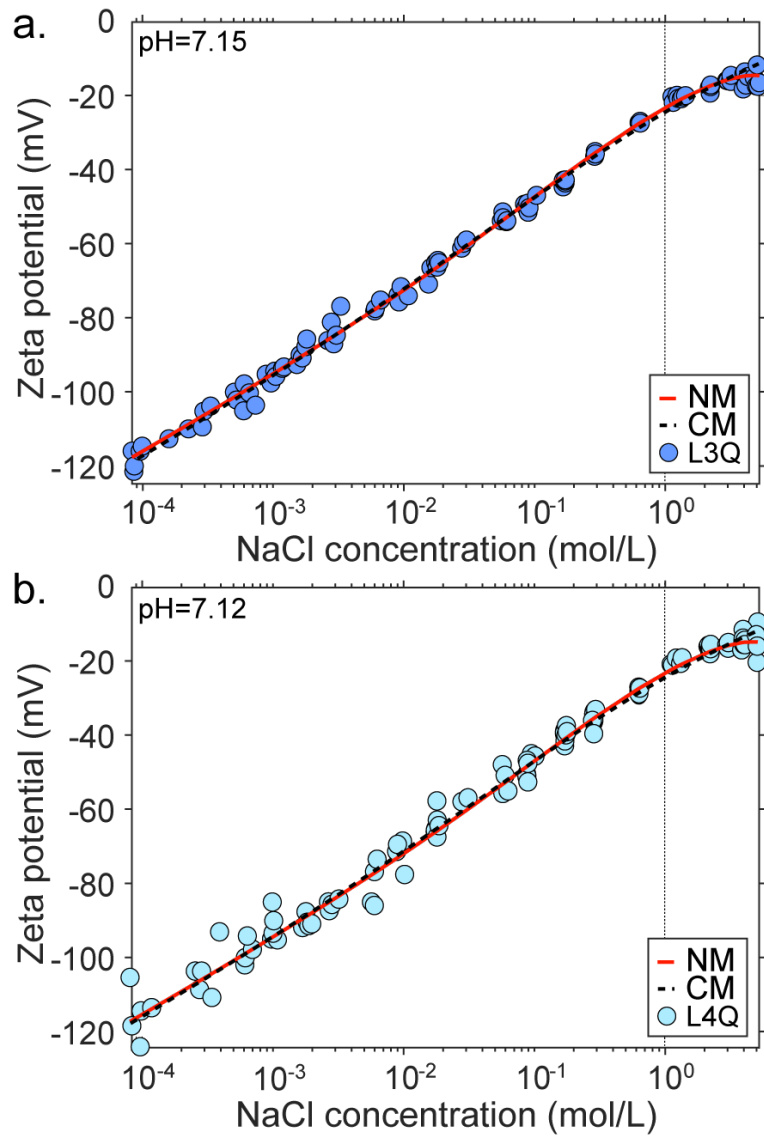 a.
pH=7.15
0
-20
-40
-60
-80
-100
-120
Zeta potential (mV)
NM
CM
L3Q
10⁻⁴ 10⁻³ 10⁻² 10⁻¹ 10⁰
NaCl concentration (mol/L)
b.
pH=7.12
0
-20
-40
-60
-80
-100
-120
Zeta potential (mV)
NM
CM
L4Q
10⁻⁴ 10⁻³ 10⁻² 10⁻¹ 10⁰
NaCl concentration (mol/L)